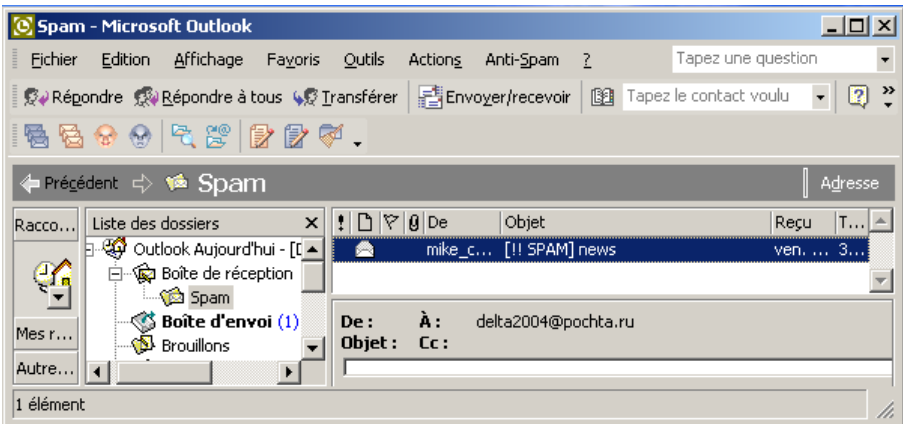 Spam - Microsoft Outlook
Fichier Edition Affichage Favoris Outils Actions Anti-Spam ? Tapez une question
Répondre Répondre à tous Transférer Envoyer/recevoir Tapez le contact voulu
Précédent Spam Adresse
Racco... Liste des dossiers x ! De Objet Reçu T...
Outlook Aujourd'hui - [D mike_c... [!! SPAM] news ven. ... 3...
Boîte de réception
Spam
Boîte d'envoi (1) De : À : delta2004@pochta.ru
Mes r... Brouillons Objet : Cc :
Autre...
1 élément